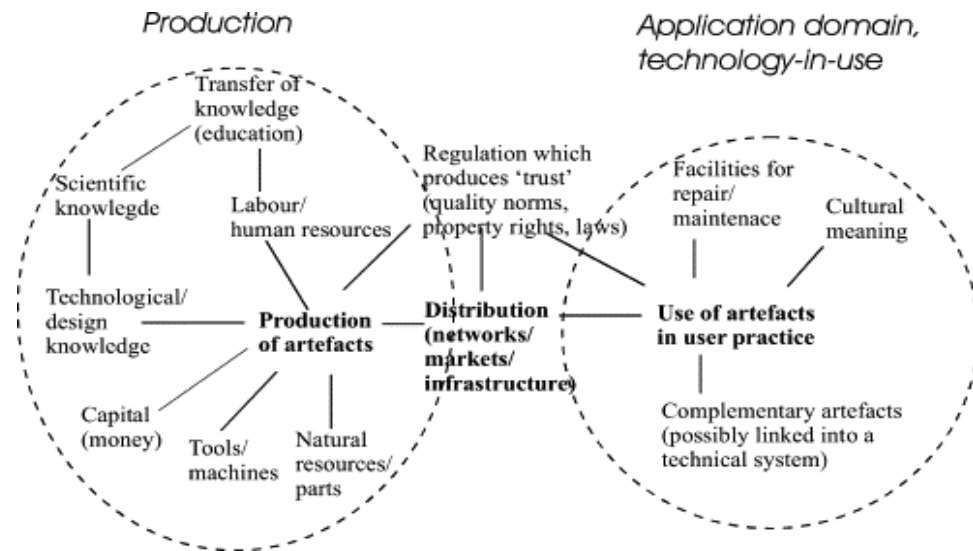 Production
Application domain,
technology-in-use
Transfer of
knowledge
(education)
Scientific
knowlegde
Labour/
human resources
Regulation which
produces ‘trust’
(quality norms,
property rights, laws)
Facilities for
repair/
maintenace
Cultural
meaning
Technological/
design
knowledge
Production
of artefacts
Distribution
(networks/
markets/
infrastructure)
Use of artefacts
in user practice
Capital
(money)
Tools/
machines
Natural
resources/
parts
Complementary artefacts
(possibly linked into a
technical system)